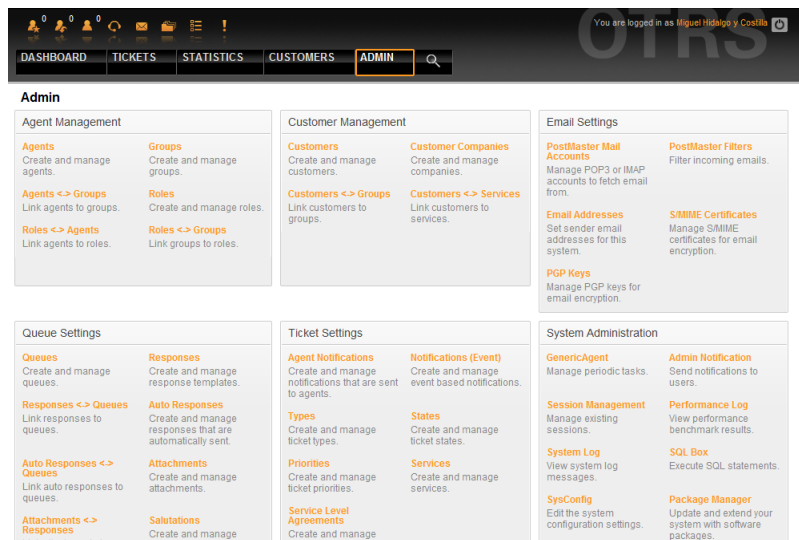 0 0 0
You are logged in as Miguel Hidalgo y Costilla
OTRS
DASHBOARD TICKETS STATISTICS CUSTOMERS ADMIN
Admin
Agent Management
Agents
Create and manage
agents.
Groups
Create and manage
groups.
Agents <-> Groups
Link agents to groups.
Roles
Create and manage roles.
Roles <-> Agents
Link agents to roles.
Roles <-> Groups
Link groups to roles.
Customer Management
Customers
Create and manage
customers.
Customer Companies
Create and manage
companies.
Customers <-> Groups
Link customers to
groups.
Customers <-> Services
Link customers to
services.
Email Settings
PostMaster Mail
Accounts
Manage POP3 or IMAP
accounts to fetch email
from.
PostMaster Filters
Filter incoming emails.
Email Addresses
Set sender email
addresses for this
system.
S/MIME Certificates
Manage S/MIME
certificates for email
encryption.
PGP Keys
Manage PGP keys for
email encryption.
Queue Settings
Queues
Create and manage
queues.
Responses
Create and manage
response templates.
Responses <-> Queues
Link responses to
queues.
Auto Responses
Create and manage
responses that are
automatically sent.
Auto Responses <->
Queues
Link auto responses to
queues.
Attachments
Create and manage
attachments.
Attachments <->
Responses
Salutations
Create and manage
Ticket Settings
Agent Notifications
Create and manage
notifications that are sent
to agents.
Notifications (Event)
Create and manage
event based notifications.
Types
Create and manage
ticket types.
States
Create and manage
ticket states.
Priorities
Create and manage
ticket priorities.
Services
Create and manage
services.
Service Level
Agreements
Create and manage
System Administration
GenericAgent
Manage periodic tasks.
Admin Notification
Send notifications to
users.
Session Management
Manage existing
sessions.
Performance Log
View performance
benchmark results.
System Log
View system log
messages.
SQL Box
Execute SQL statements.
SysConfig
Edit the system
configuration settings.
Package Manager
Update and extend your
system with software
packages.